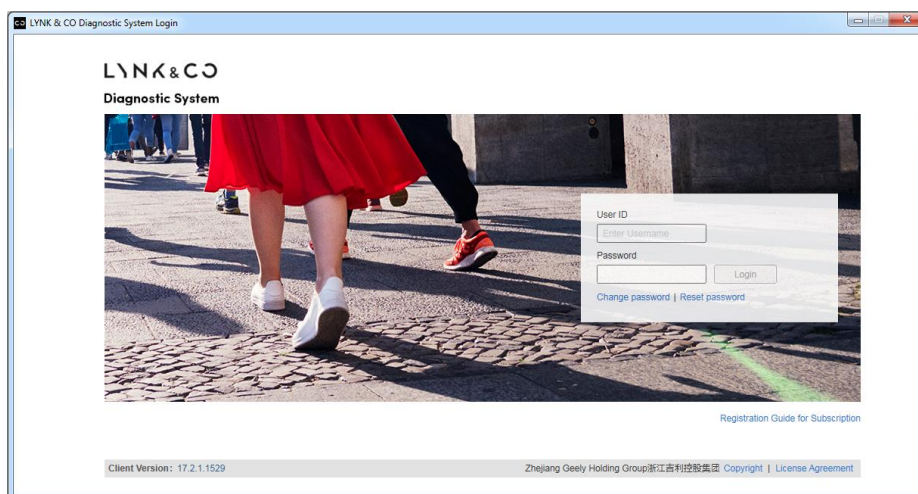 LYNK & CO Diagnostic System Login
LYNK & CO
Diagnostic System
User ID
Enter Username
Password
Login
Change password | Reset password
Registration Guide for Subscription
Client Version: 17.2.1.1529
Zhejiang Geely Holding Group浙江吉利控股集团 Copyright | License Agreement